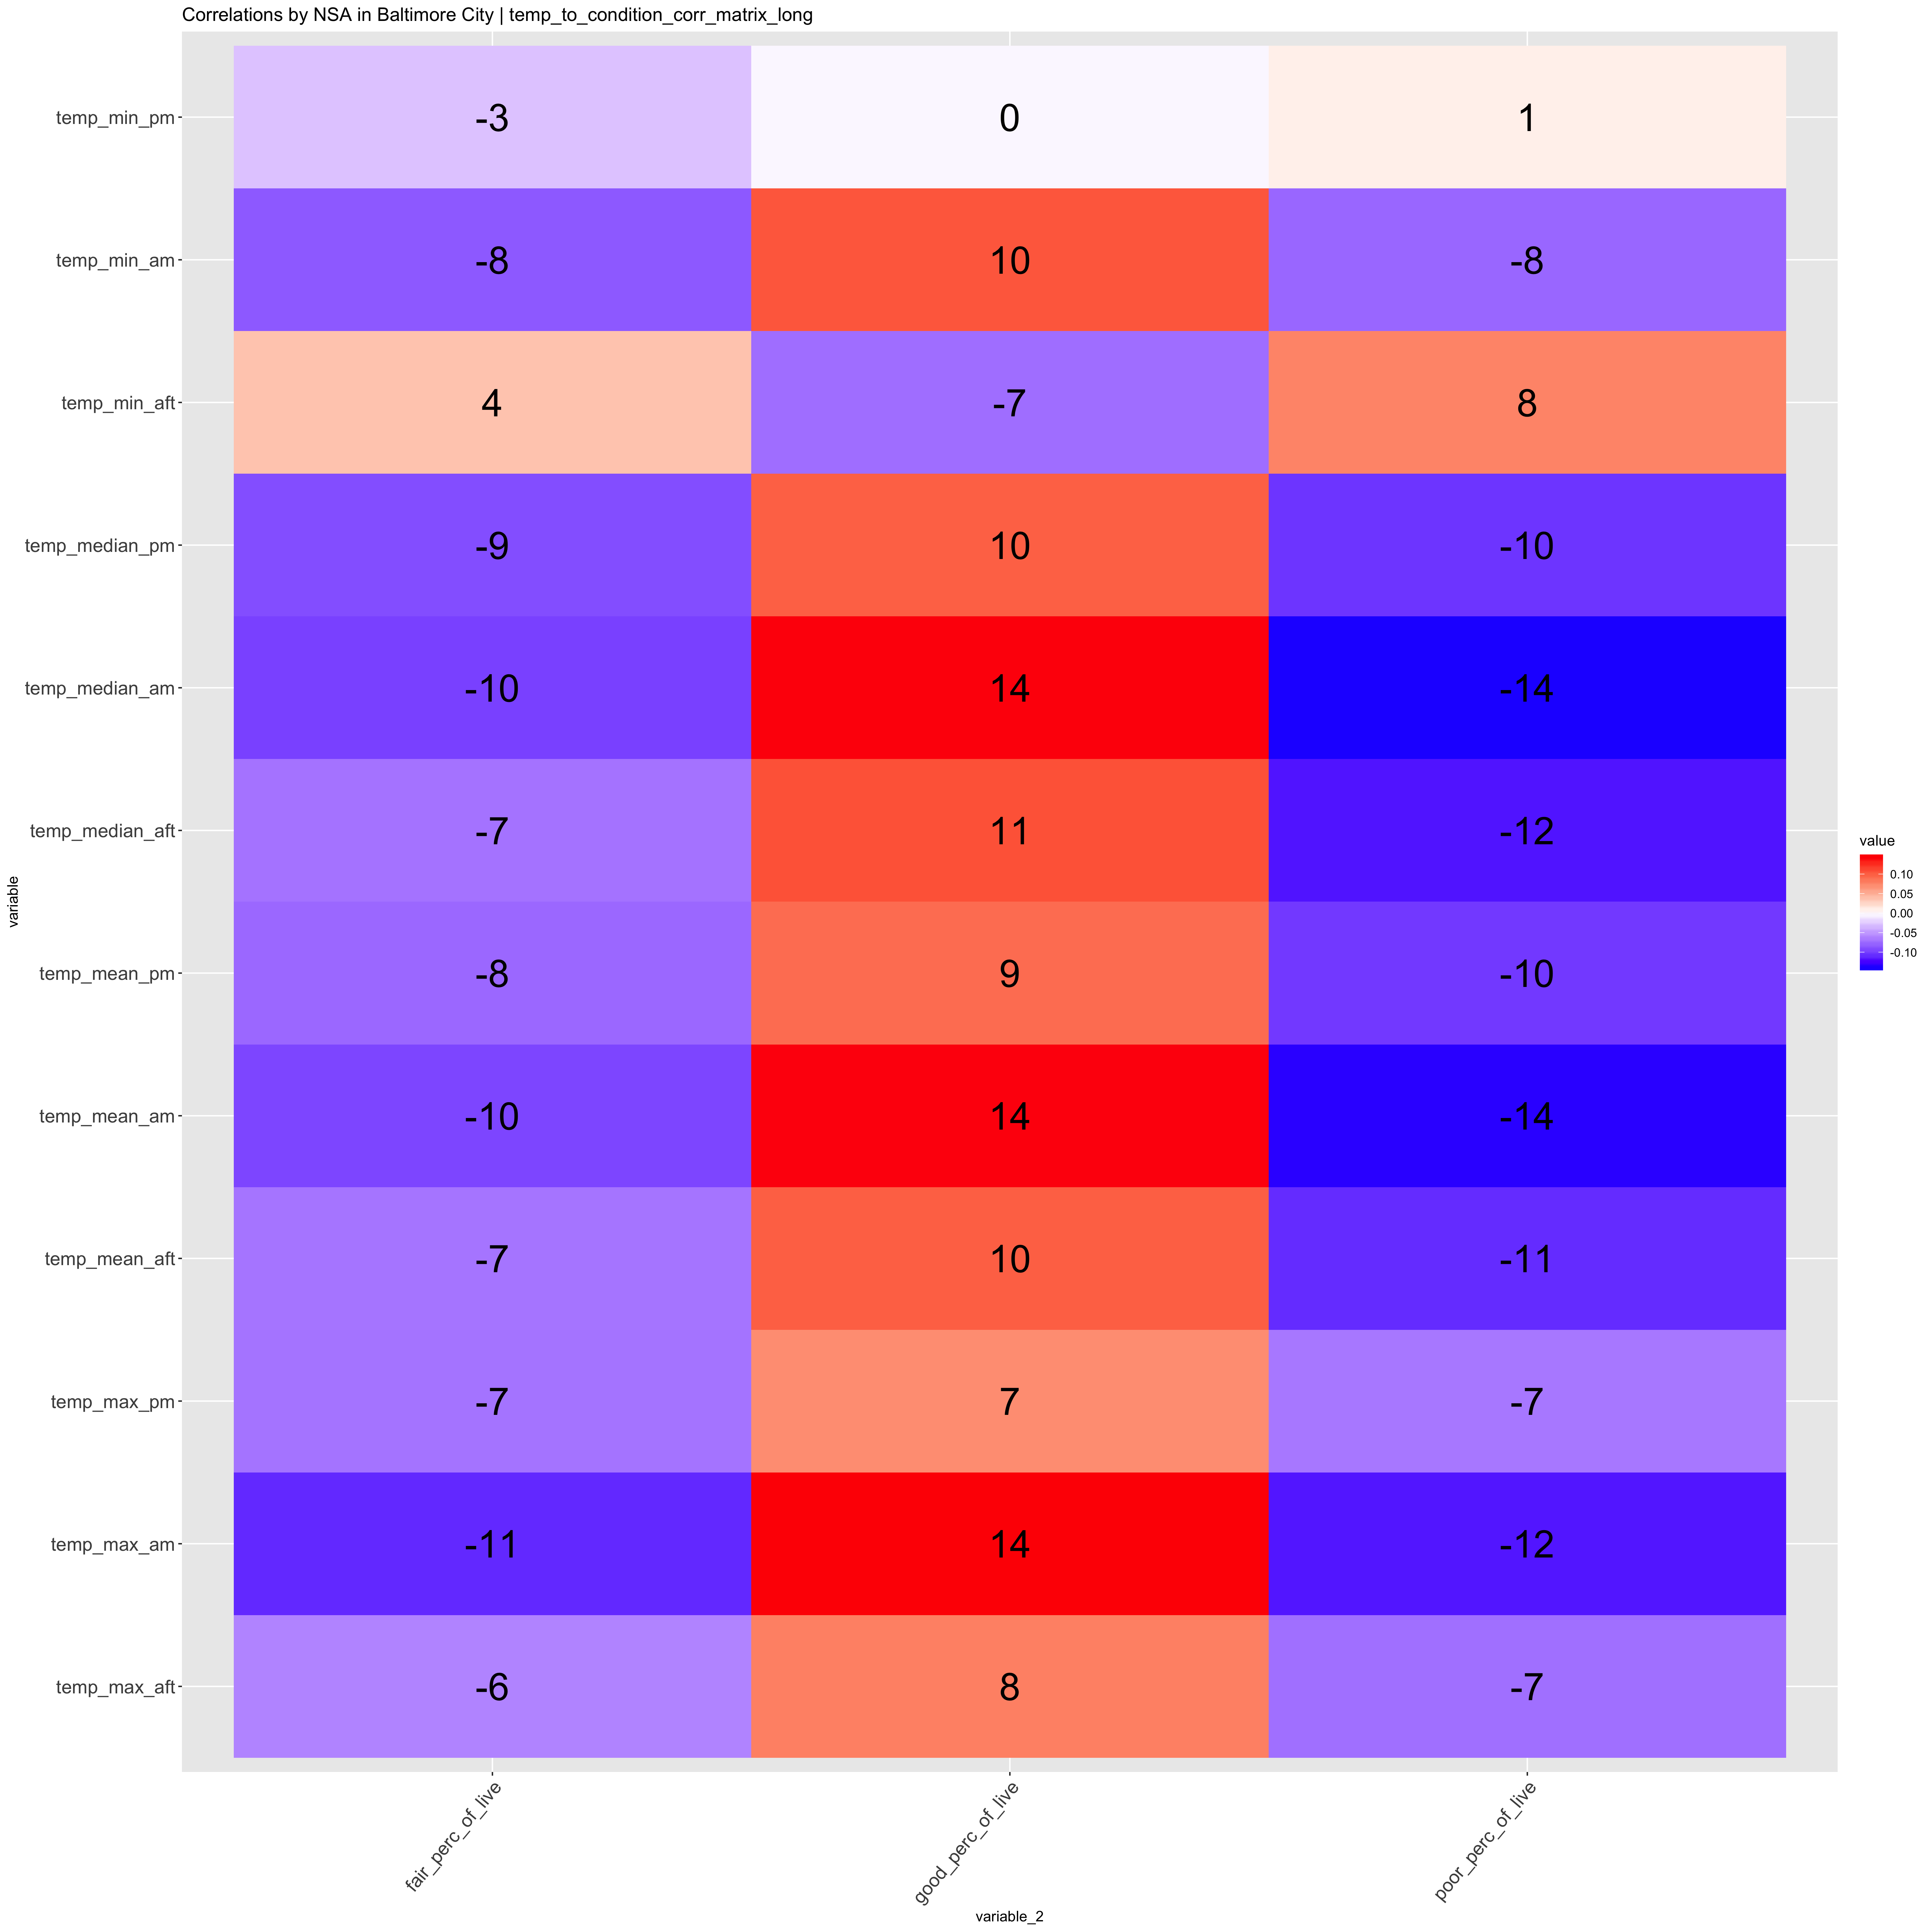 Correlations by NSA in Baltimore City | temp_to_condition_corr_matrix_long
temp_min_pm -3 0 1
temp_min_am -8 10 -8
temp_min_aft 4 -7 8
temp_median_pm -9 10 -10
temp_median_am -10 14 -14
temp_median_aft -7 11 -12
temp_mean_pm -8 9 -10
temp_mean_am -10 14 -14
temp_mean_aft -7 10 -11
temp_max_pm -7 7 -7
temp_max_am -11 14 -12
temp_max_aft -6 8 -7
variable
fair_perc_of_live good_perc_of_live poor_perc_of_live
variable_2
value
0.10
0.05
0.00
-0.05
-0.10